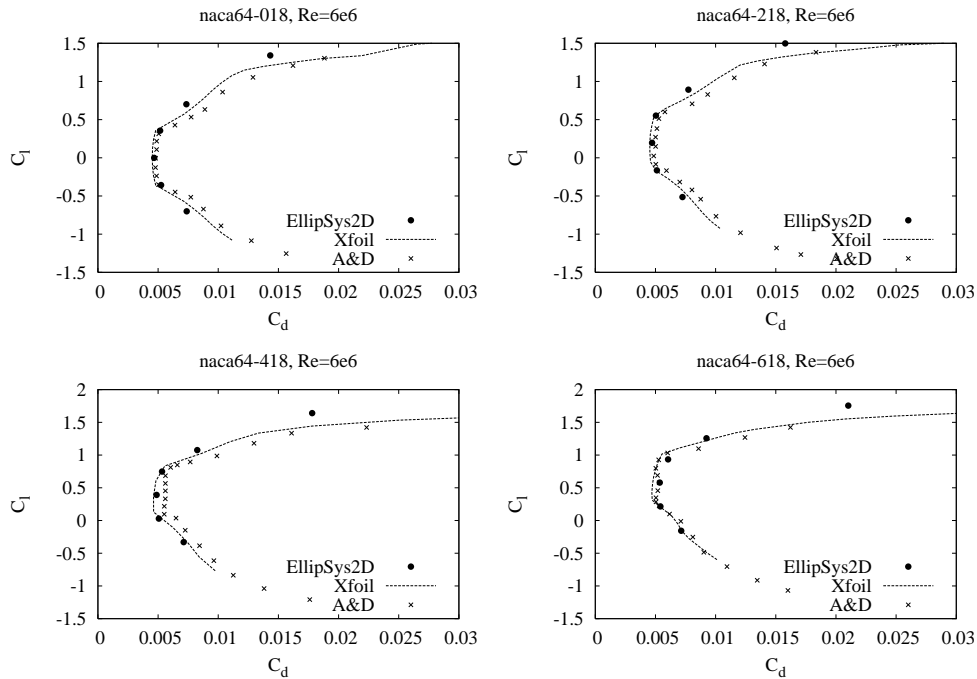 naca64-018, Re=6e6
1.5
1
0.5
0
-0.5
-1
-1.5
C_l
EllipSys2D
Xfoil
A&D
0 0.005 0.01 0.015 0.02 0.025 0.03
C_d
naca64-218, Re=6e6
1.5
1
0.5
0
-0.5
-1
-1.5
C_l
EllipSys2D
Xfoil
A&D
0 0.005 0.01 0.015 0.02 0.025 0.03
C_d
naca64-418, Re=6e6
2
1.5
1
0.5
0
-0.5
-1
-1.5
C_l
EllipSys2D
Xfoil
A&D
0 0.005 0.01 0.015 0.02 0.025 0.03
C_d
naca64-618, Re=6e6
2
1.5
1
0.5
0
-0.5
-1
-1.5
C_l
EllipSys2D
Xfoil
A&D
0 0.005 0.01 0.015 0.02 0.025 0.03
C_d